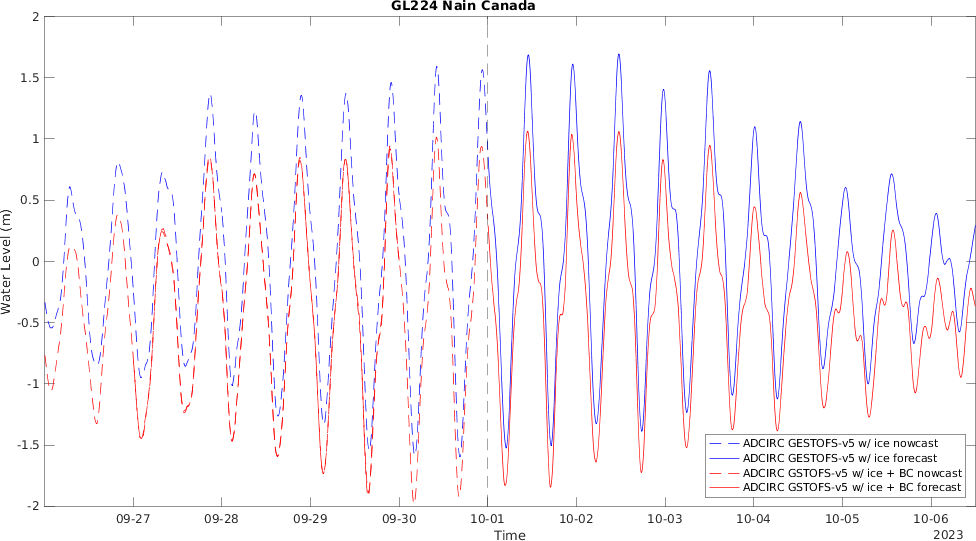 GL224 Nain Canada
2
1.5
1
0.5
0
-0.5
-1
-1.5
-2
Water Level (m)
ADCIRC GESTOFS-v5 w/ ice nowcast
ADCIRC GESTOFS-v5 w/ ice forecast
ADCIRC GSTOFS-v5 w/ ice + BC nowcast
ADCIRC GSTOFS-v5 w/ ice + BC forecast
09-27 09-28 09-29 09-30 10-01 10-02 10-03 10-04 10-05 10-06
Time
2023